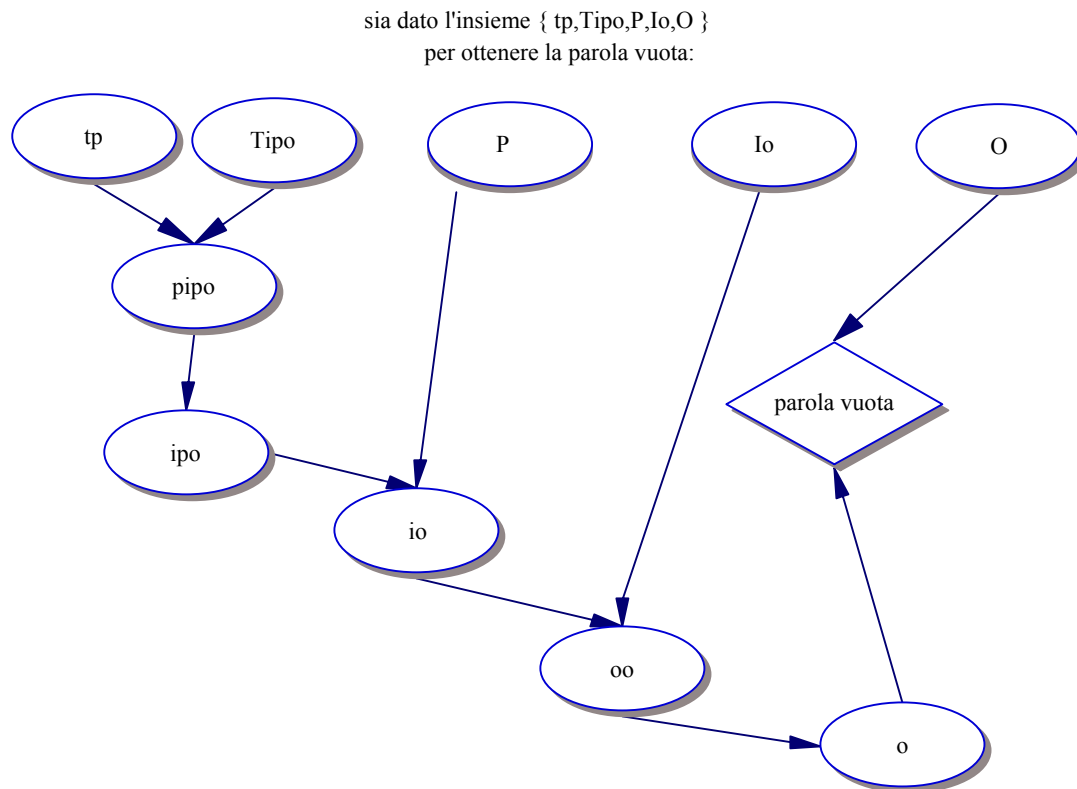 sia dato l'insieme { tp,Tipo,P,Io,O }
per ottenere la parola vuota:
tp
Tipo
P
Io
O
pipo
parola vuota
ipo
io
oo
o